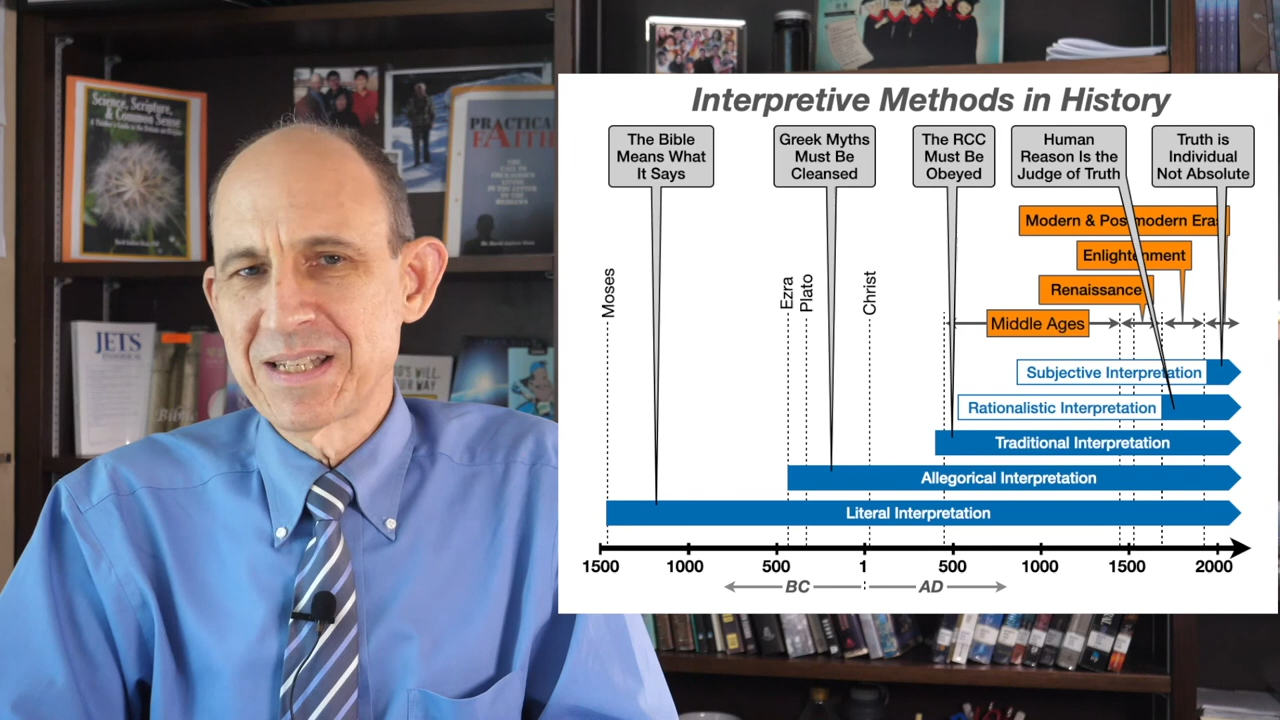 Science, Scripture,
& Common Sense
PRACTICAL
FAITH
JETS
Interpretive Methods in History
The Bible
Means What
It Says
Greek Myths
Must Be
Cleansed
The RCC
Must Be
Obeyed
Human
Reason Is the
Judge of Truth
Truth is
Individual
Not Absolute
Modern & Postmodern Eras
Enlightenment
Renaissance
Middle Ages
Moses
Ezra
Plato
Christ
Subjective Interpretation
Rationalistic Interpretation
Traditional Interpretation
Allegorical Interpretation
Literal Interpretation
1500 1000 500 1 500 1000 1500 2000
BC AD